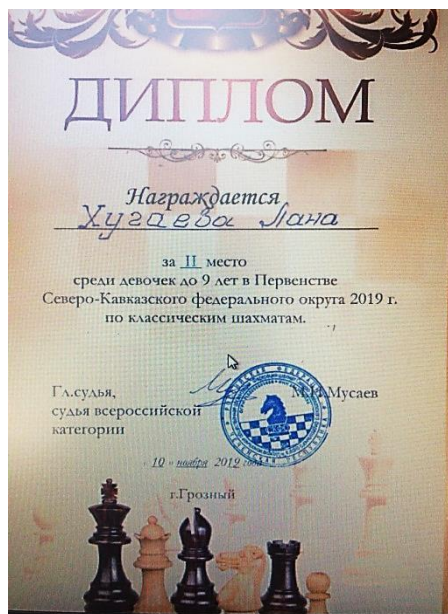 ДИПЛОМ
Награждается
Хугаева Лана
за II место
среди девочек до 9 лет в Первенстве
Северо-Кавказского федерального округа 2019 г.
по классическим шахматам.
Гл.судья, Мусаев
судья всероссийской
категории
« 10 » ноября 2019 года
г.Грозный